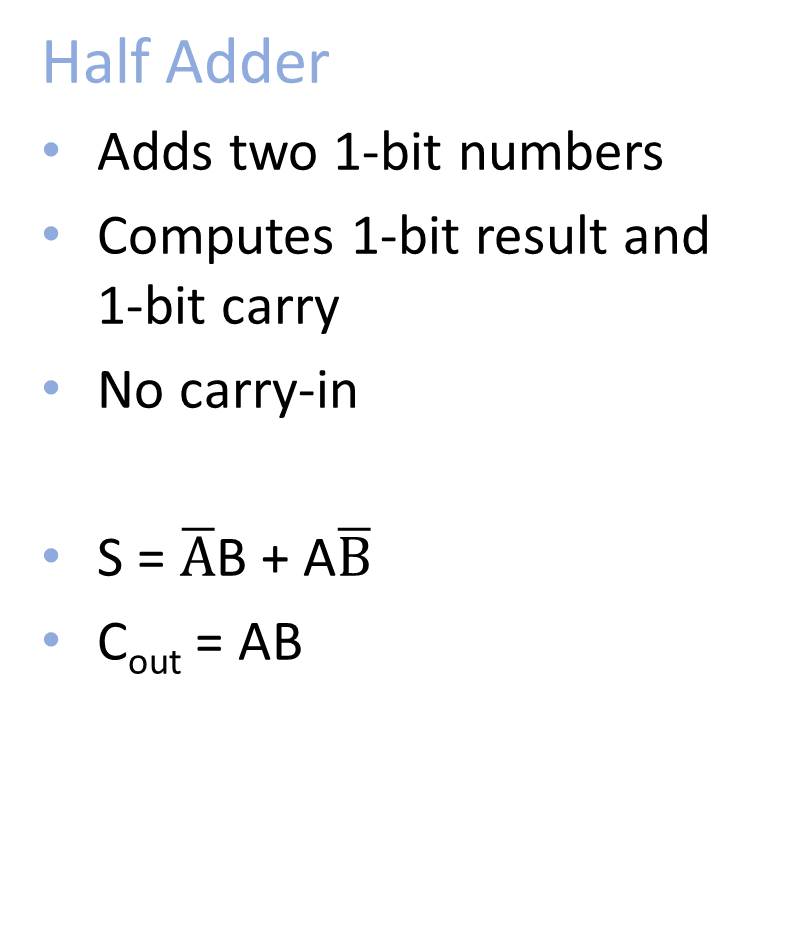 Half Adder
• Adds two 1-bit numbers
• Computes 1-bit result and
1-bit carry
• No carry-in
• S = A̅B + AB̅
• Cout = AB